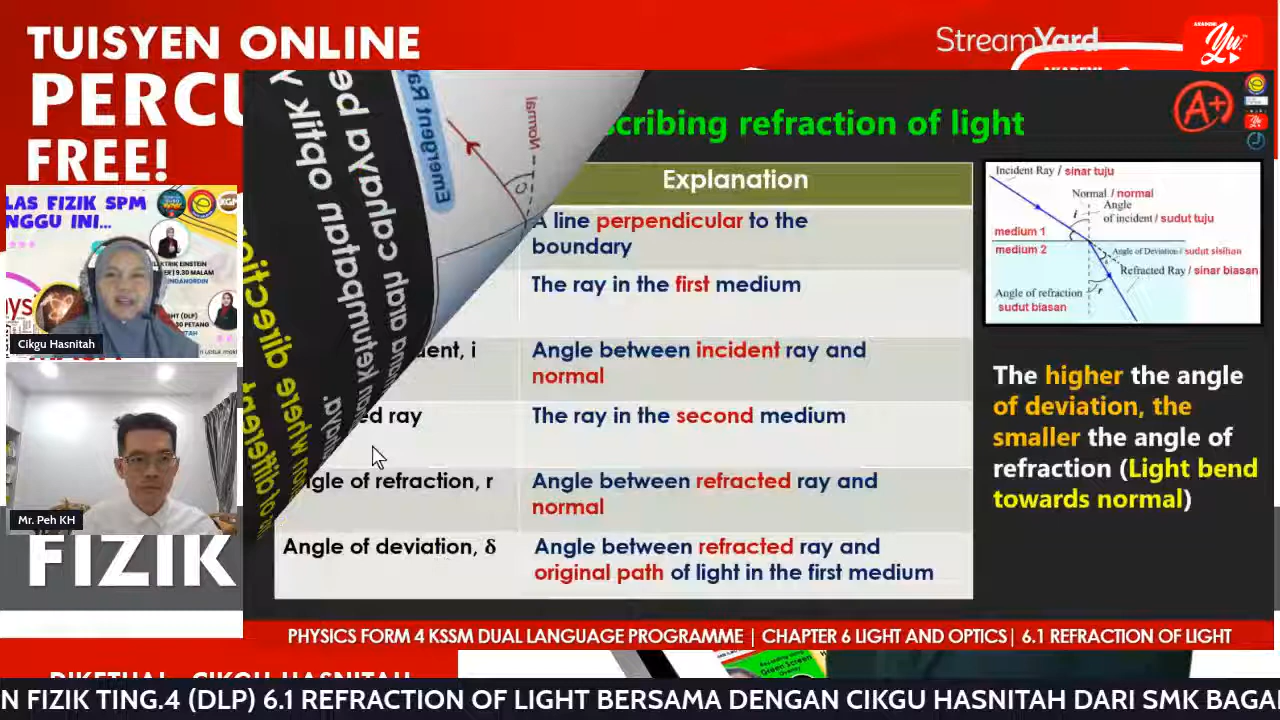 TUISYEN ONLINE
PERCU
FREE!
StreamYard
LAS FIZIK SPM
NGGU INI...
Cikgu Hasnitah
Mr. Peh KH
FIZIK
scribing refraction of light
A+
Emergent Ray
Normal
Explanation
A line perpendicular to the
boundary
The ray in the first medium
dent, i
Angle between incident ray and
normal
ed ray
The ray in the second medium
gle of refraction, r
Angle between refracted ray and
normal
Angle of deviation, δ
Angle between refracted ray and
original path of light in the first medium
Incident Ray / sinar tuju
Normal / normal
Angle
of incident / sudut tuju
i
medium 1
medium 2
Angle of Deviation / sudut sisihan
Refracted Ray / sinar biasan
Angle of refraction
sudut biasan
r
The higher the angle
of deviation, the
smaller the angle of
refraction (Light bend
towards normal)
PHYSICS FORM 4 KSSM DUAL LANGUAGE PROGRAMME | CHAPTER 6 LIGHT AND OPTICS| 6.1 REFRACTION OF LIGHT
N FIZIK TING.4 (DLP) 6.1 REFRACTION OF LIGHT BERSAMA DENGAN CIKGU HASNITAH DARI SMK BAGA